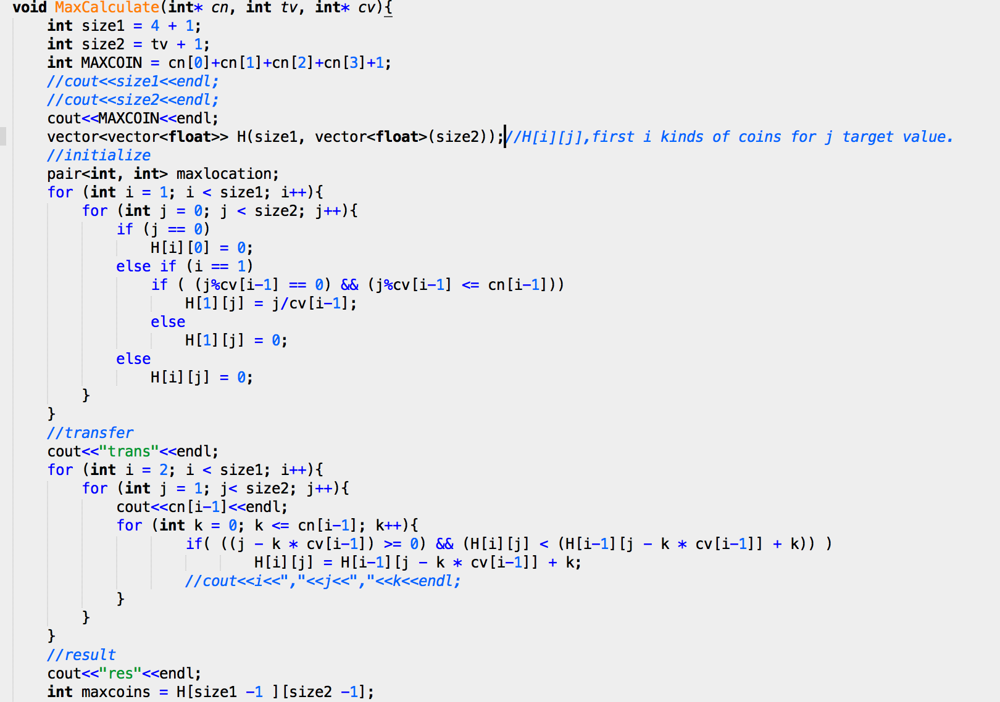 void MaxCalculate(int* cn, int tv, int* cv){
    int size1 = 4 + 1;
    int size2 = tv + 1;
    int MAXCOIN = cn[0]+cn[1]+cn[2]+cn[3]+1;
    //cout<<size1<<endl;
    //cout<<size2<<endl;
    cout<<MAXCOIN<<endl;
    vector<vector<float>> H(size1, vector<float>(size2));//H[i][j],first i kinds of coins for j target value.
    //initialize
    pair<int, int> maxlocation;
    for (int i = 1; i < size1; i++){
        for (int j = 0; j < size2; j++){
            if (j == 0)
                H[i][0] = 0;
            else if (i == 1)
                if ( (j%cv[i-1] == 0) && (j%cv[i-1] <= cn[i-1]))
                    H[1][j] = j/cv[i-1];
                else
                    H[1][j] = 0;
            else
                H[i][j] = 0;
        }
    }
    //transfer
    cout<<"trans"<<endl;
    for (int i = 2; i < size1; i++){
        for (int j = 1; j< size2; j++){
            cout<<cn[i-1]<<endl;
            for (int k = 0; k <= cn[i-1]; k++){
                    if( ((j - k * cv[i-1]) >= 0) && (H[i][j] < (H[i-1][j - k * cv[i-1]] + k)) )
                            H[i][j] = H[i-1][j - k * cv[i-1]] + k;
                    //cout<<i<<","<<j<<","<<k<<endl;
            }
        }
    }
    //result
    cout<<"res"<<endl;
    int maxcoins = H[size1 -1 ][size2 -1];